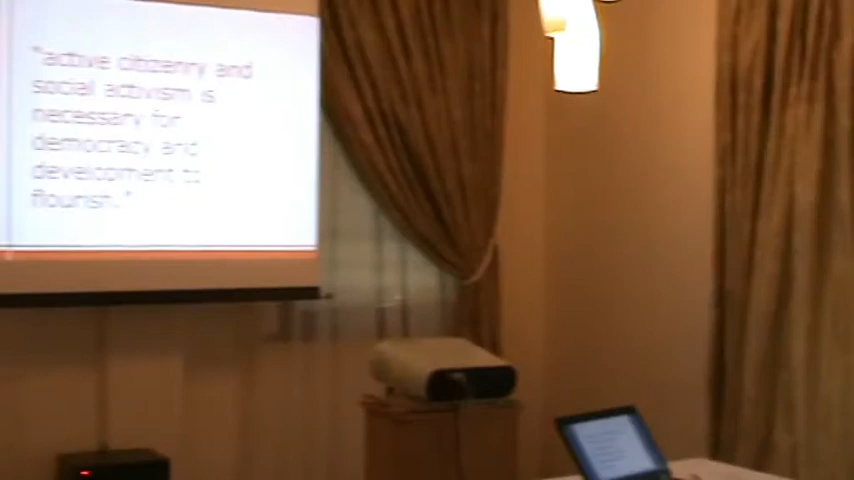 "active citizenry and
social activism is
necessary for
democracy and
development to
flourish."